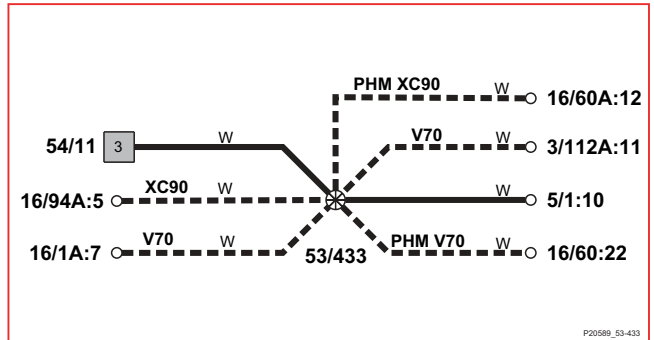 PHM XC90 W 16/60A:12
V70 W 3/112A:11
54/11 3 W
XC90 W W
16/94A:5 5/1:10
V70 W PHM V70 W
16/1A:7 53/433 16/60:22
P20589_53-433